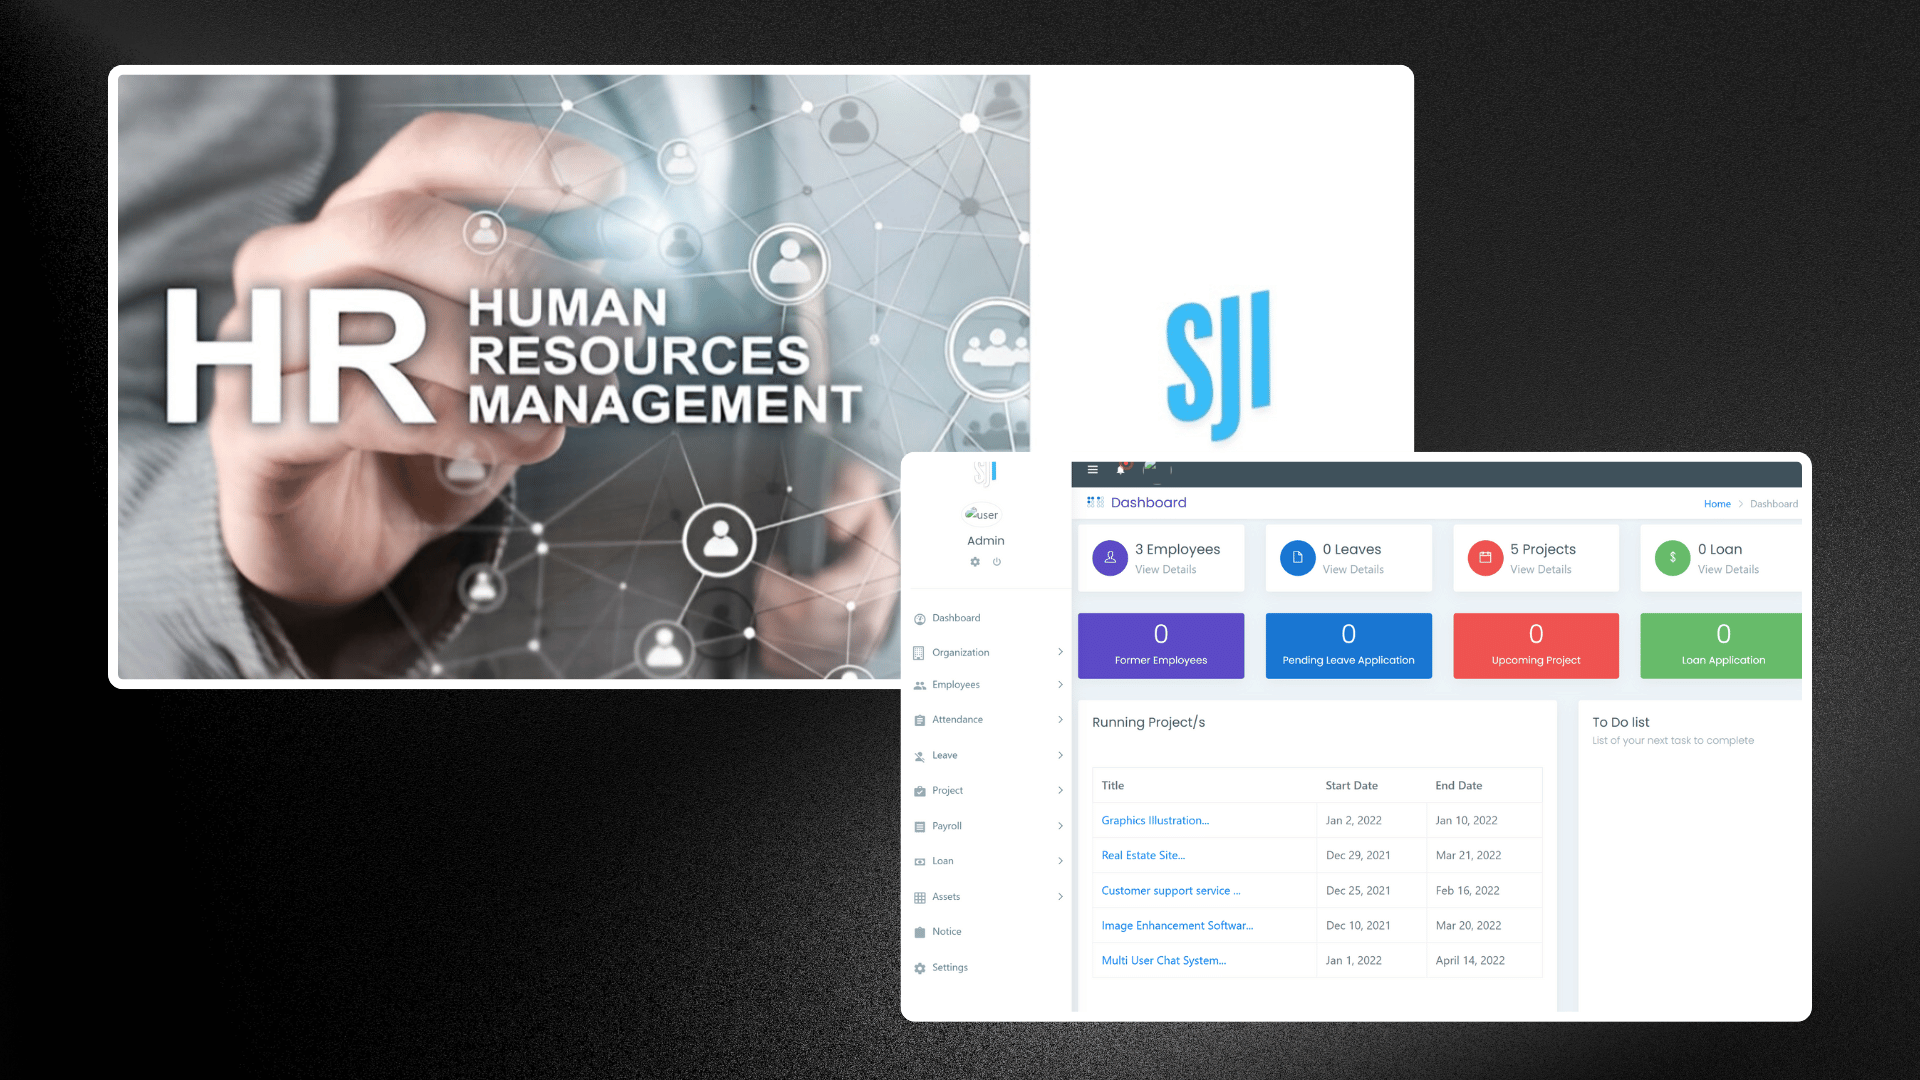 HR
HUMAN
RESOURCES
MANAGEMENT
SJI
SJI
user
Admin
Dashboard
Organization
Employees
Attendance
Leave
Project
Payroll
Loan
Assets
Notice
Settings
Dashboard
Home > Dashboard
3 Employees
View Details
0 Leaves
View Details
5 Projects
View Details
$
0 Loan
View Details
0
Former Employees
0
Pending Leave Application
0
Upcoming Project
0
Loan Application
Running Project/s
Title Start Date End Date
Graphics Illustration... Jan 2, 2022 Jan 10, 2022
Real Estate Site... Dec 29, 2021 Mar 21, 2022
Customer support service ... Dec 25, 2021 Feb 16, 2022
Image Enhancement Softwar... Dec 10, 2021 Mar 20, 2022
Multi User Chat System... Jan 1, 2022 April 14, 2022
To Do list
List of your next task to complete